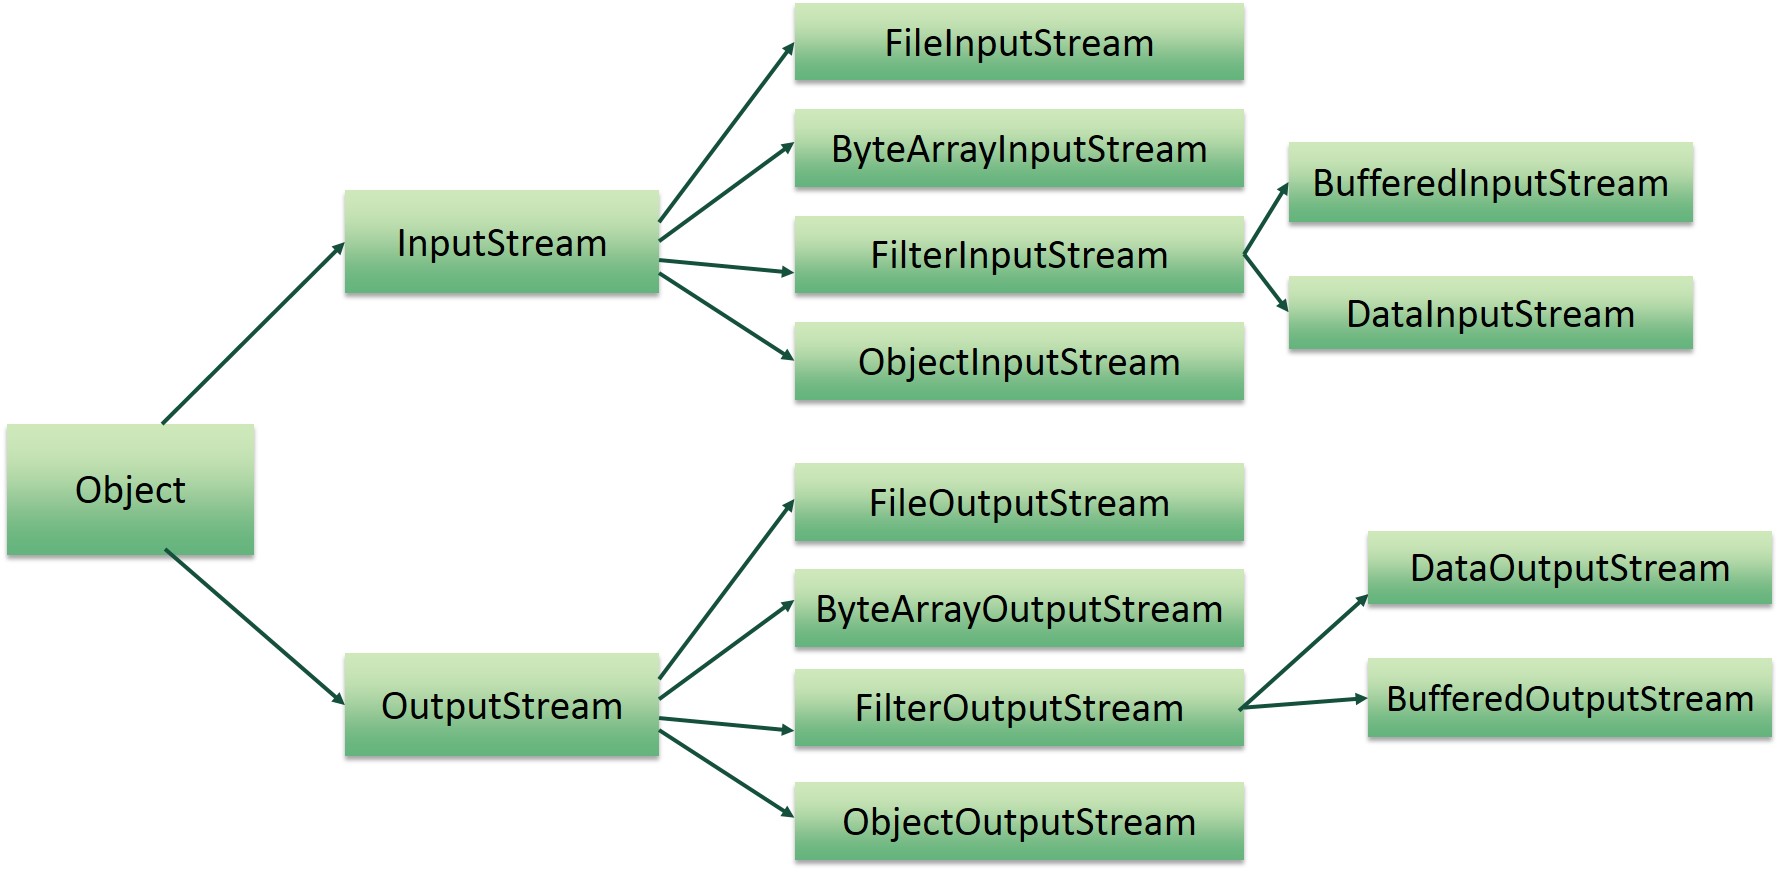 Object
InputStream
FileInputStream
ByteArrayInputStream
FilterInputStream
ObjectInputStream
BufferedInputStream
DataInputStream
OutputStream
FileOutputStream
ByteArrayOutputStream
FilterOutputStream
ObjectOutputStream
DataOutputStream
BufferedOutputStream